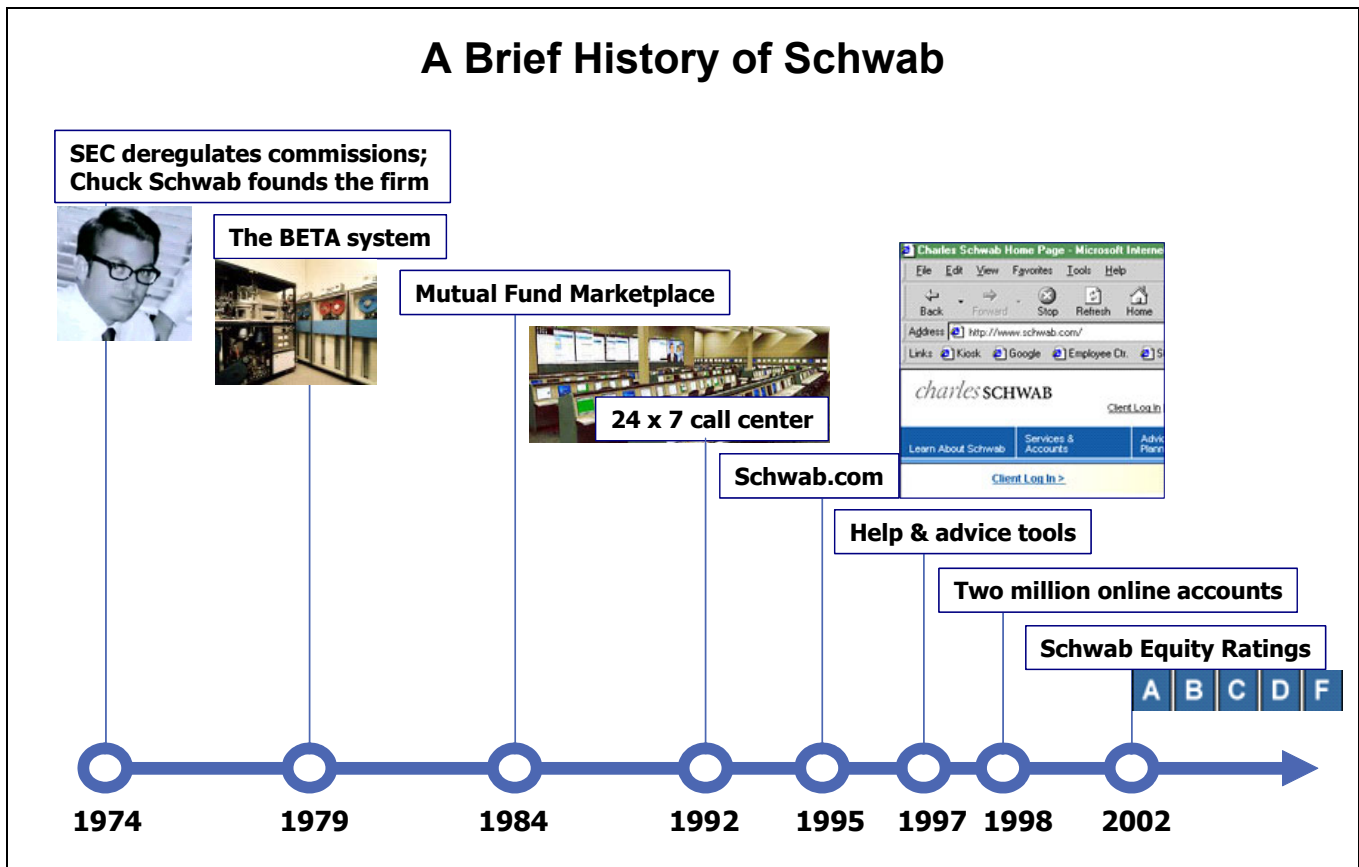 A Brief History of Schwab
SEC deregulates commissions;
Chuck Schwab founds the firm
The BETA system
Mutual Fund Marketplace
24 x 7 call center
Schwab.com
Charles Schwab Home Page - Microsoft Interne
File Edit View Favorites Tools Help
Back Forward Stop Refresh Home
Address http://www.schwab.com/
Links Kiosk Google Employee Ctr. S
charles SCHWAB
Client Log In
Learn About Schwab
Services &
Accounts
Advic
Plann
Client Log In >
Help & advice tools
Two million online accounts
Schwab Equity Ratings
A B C D F
1974 1979 1984 1992 1995 1997 1998 2002